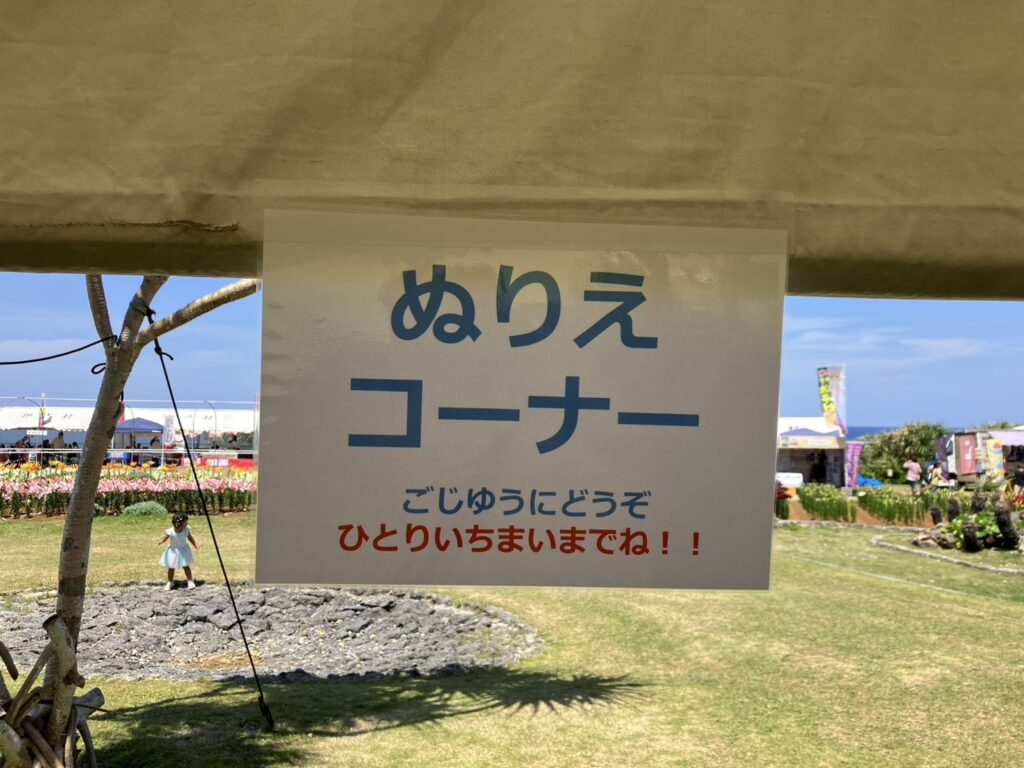 ぬりえ
コーナー
ごじゆうにどうぞ
ひとりいちまいまでね！！